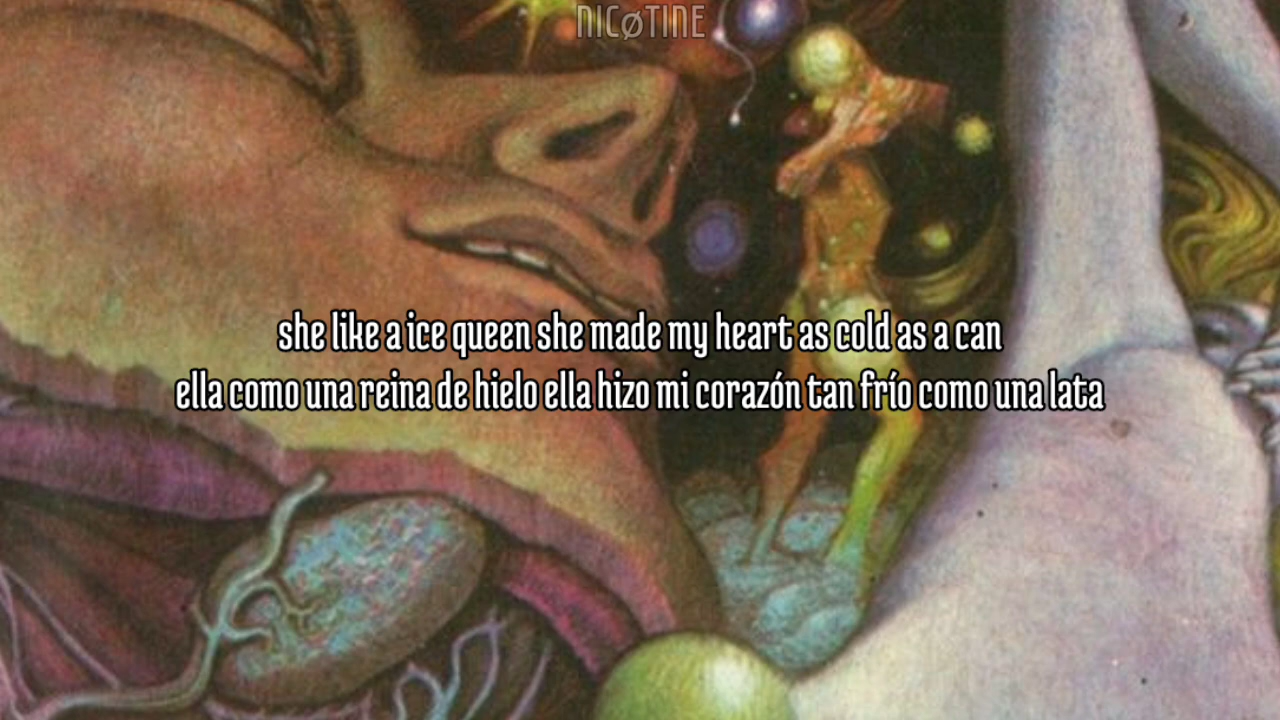 NICØTINE
she like a ice queen she made my heart as cold as a can
ella como una reina de hielo ella hizo mi corazón tan frío como una lata